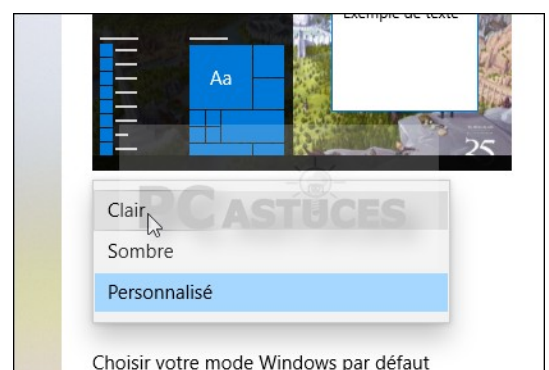 Exemple de texte
Aa
25
PC ASTUCES
Clair
Sombre
Personnalisé
Choisir votre mode Windows par défaut